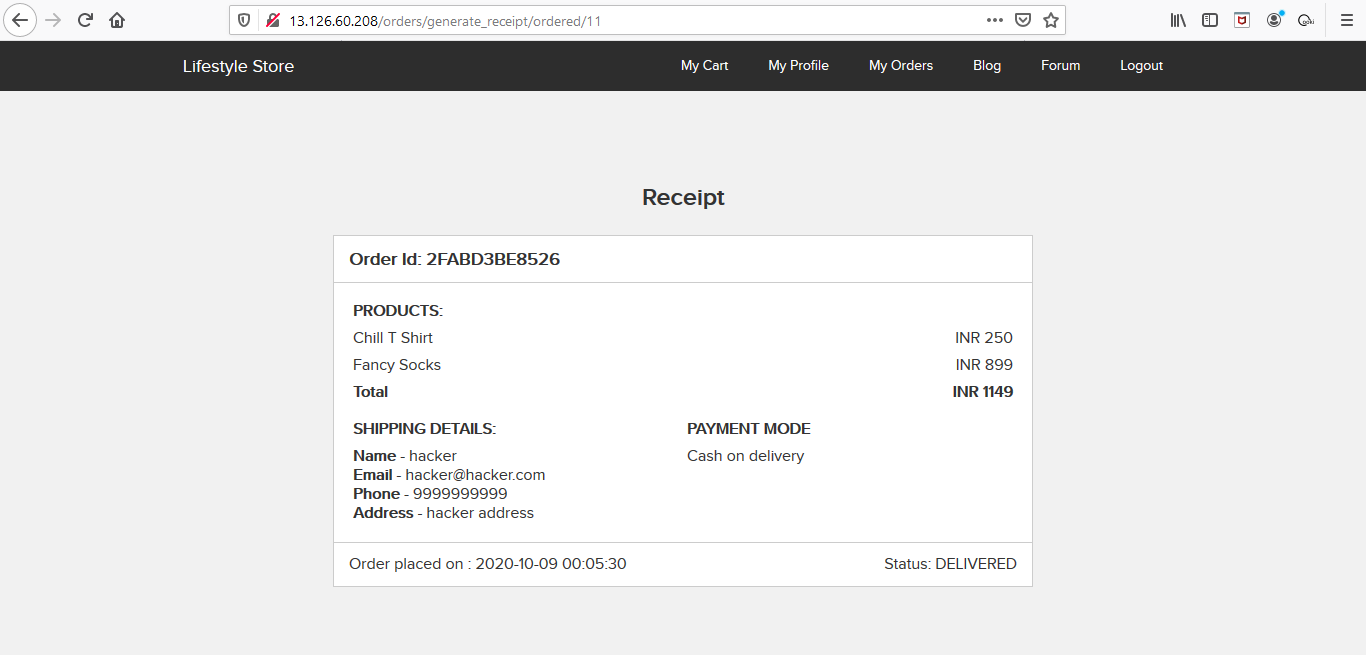 13.126.60.208/orders/generate_receipt/ordered/11
Lifestyle Store My Cart My Profile My Orders Blog Forum Logout
Receipt
Order Id: 2FABD3BE8526
PRODUCTS:
Chill T Shirt INR 250
Fancy Socks INR 899
Total INR 1149
SHIPPING DETAILS: PAYMENT MODE
Name - hacker Cash on delivery
Email - hacker@hacker.com
Phone - 9999999999
Address - hacker address
Order placed on : 2020-10-09 00:05:30 Status: DELIVERED